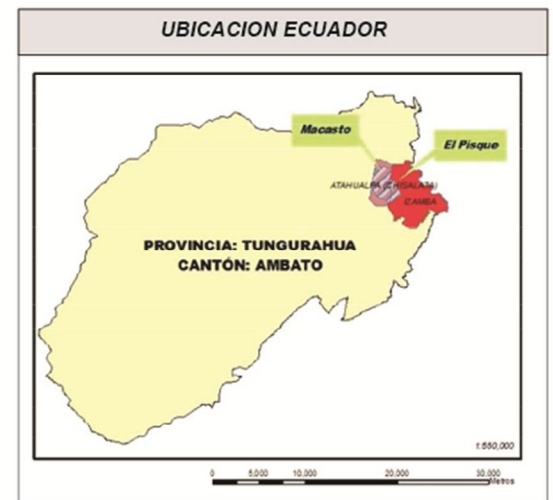 UBICACION ECUADOR
Macasto
El Pisque
ATAHUALPA (CHISALATA)
IZAMBA
PROVINCIA: TUNGURAHUA
CANTÓN: AMBATO
1:550,000
0 5,000 10,000 20,000 30,000
Metros